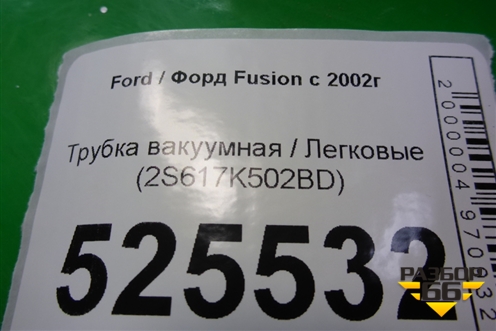 Ford / Форд Fusion с 2002г
Трубка вакуумная / Легковые
(2S617K502BD)
525532
РАЗБОР
66